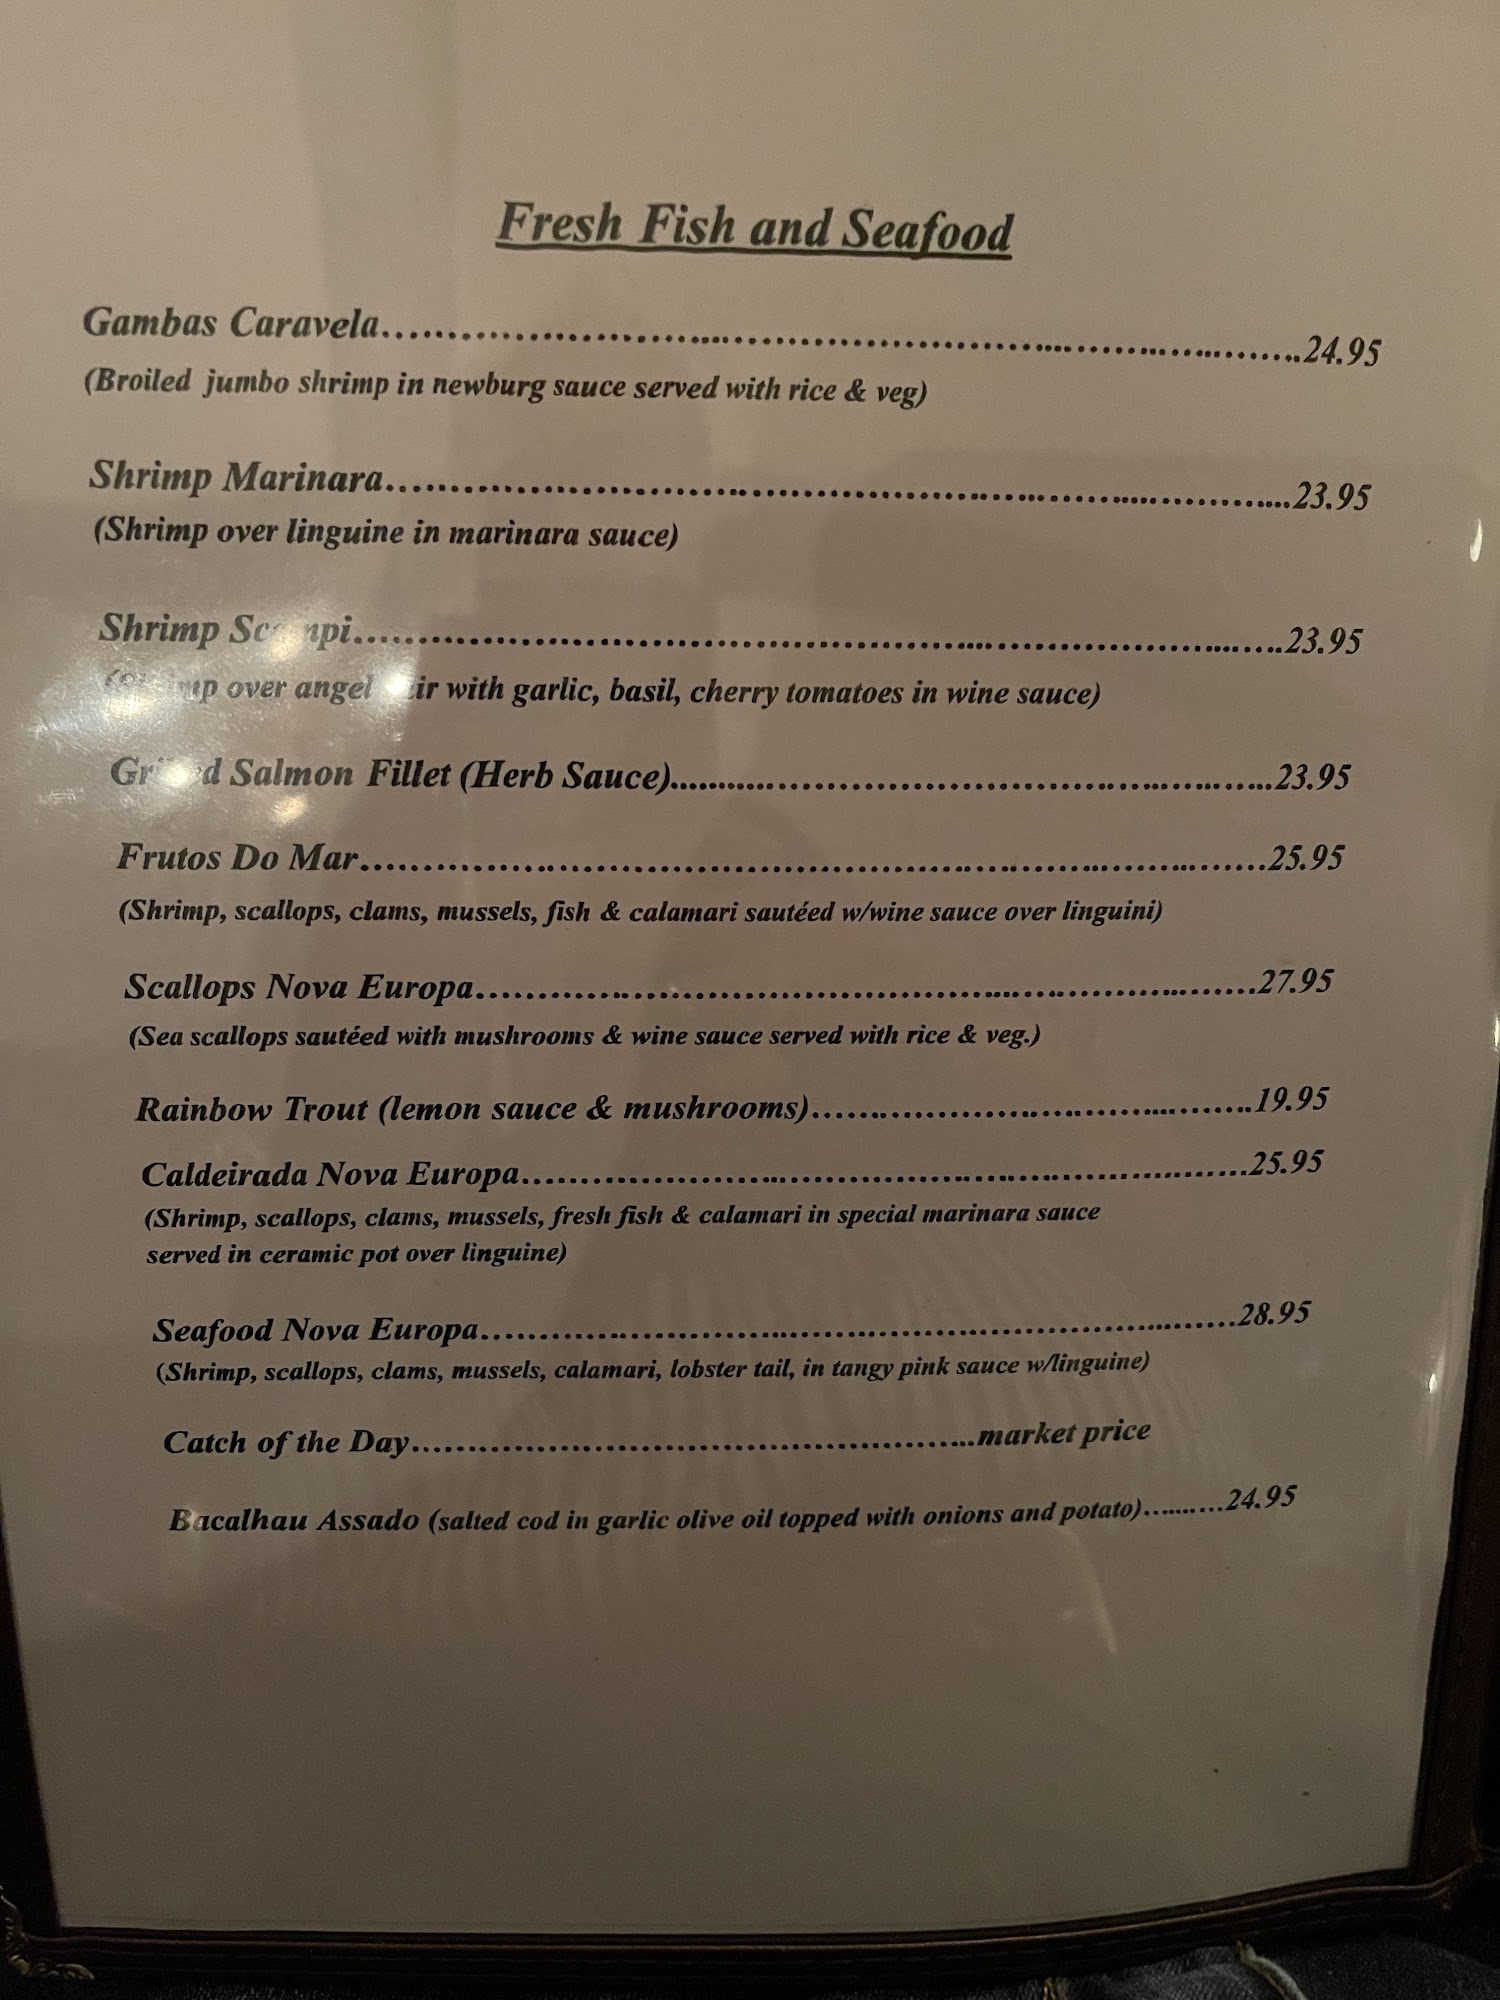 Fresh Fish and Seafood
Gambas Caravela..............................24.95
(Broiled jumbo shrimp in newburg sauce served with rice & veg)
Shrimp Marinara..............................23.95
(Shrimp over linguine in marinara sauce)
Shrimp Scampi..............................23.95
over angel with garlic, basil, cherry tomatoes in wine sauce)
Grilled Salmon Fillet (Herb Sauce)..............................23.95
Frutos Do Mar..............................25.95
(Shrimp, scallops, clams, mussels, fish & calamari sautéed w/wine sauce over linguini)
Scallops Nova Europa..............................27.95
(Sea scallops sautéed with mushrooms & wine sauce served with rice & veg.)
Rainbow Trout (lemon sauce & mushrooms)..............................19.95
Caldeirada Nova Europa..............................25.95
(Shrimp, scallops, clams, mussels, fresh fish & calamari in special marinara sauce
served in ceramic pot over linguine)
Seafood Nova Europa..............................28.95
(Shrimp, scallops, clams, mussels, calamari, lobster tail, in tangy pink sauce w/linguine)
Catch of the Day..............................market price
Bacalhau Assado (salted cod in garlic olive oil topped with onions and potato)..........24.95